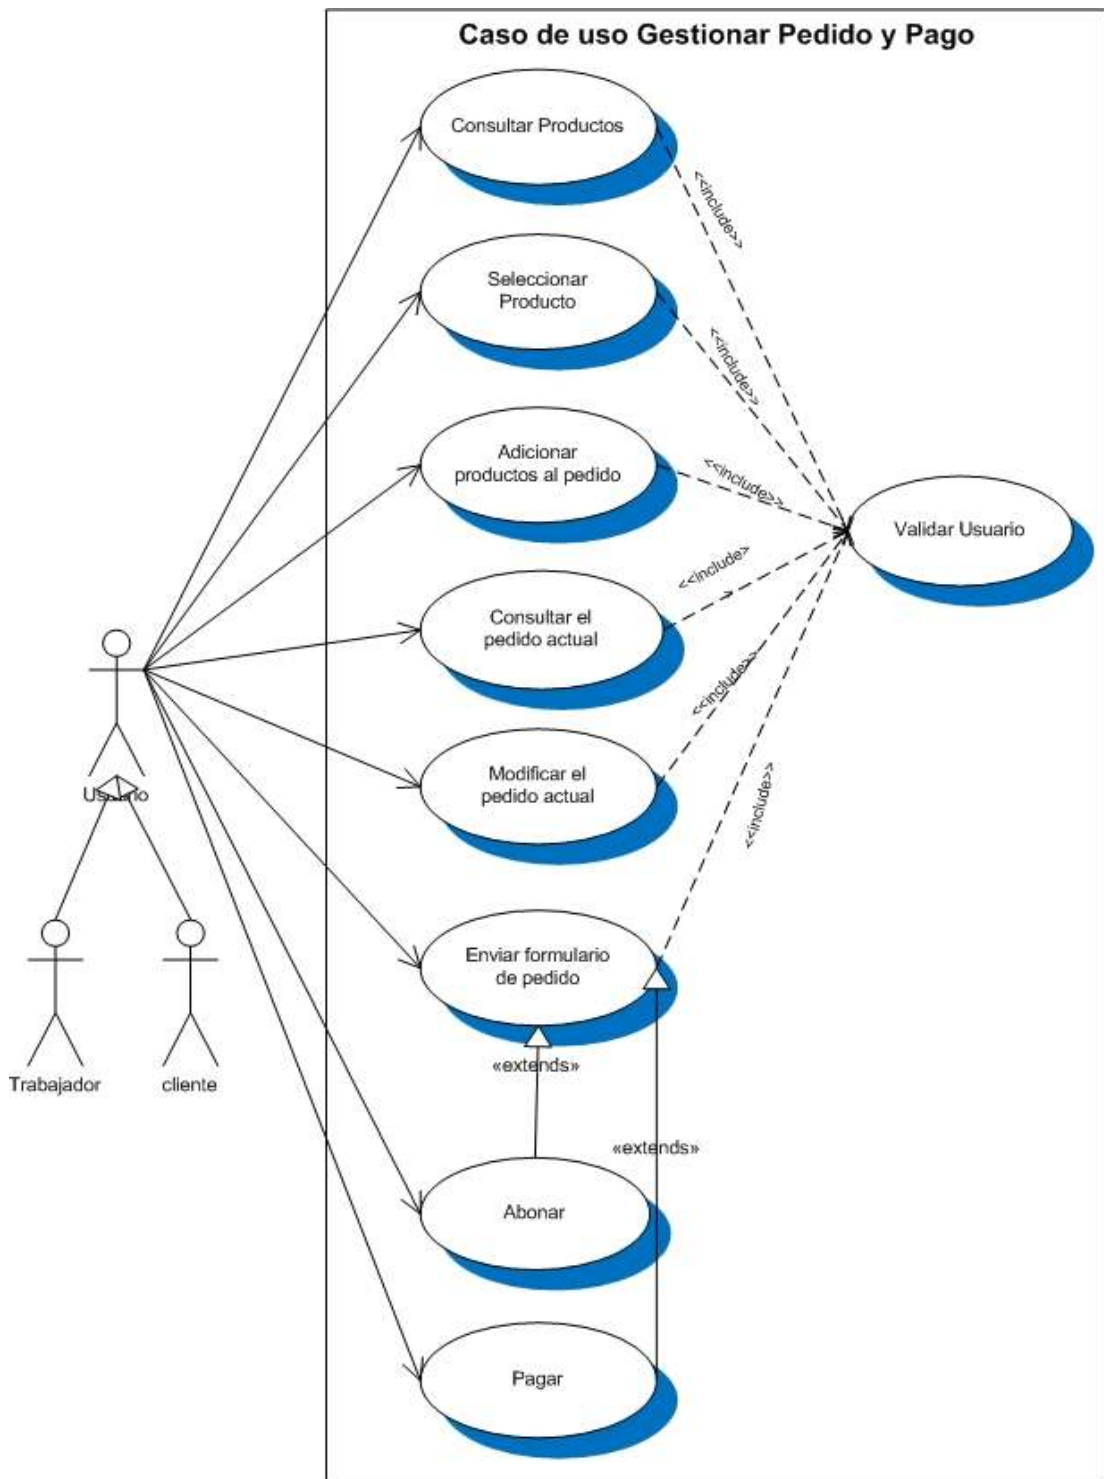 Caso de uso Gestionar Pedido y Pago
Consultar Productos
<<include>>
Seleccionar
Producto
<<include>>
Adicionar
productos al pedido
<<include>>
Validar Usuario
<<include>
Consultar el
pedido actual
<<include>>
Modificar el
pedido actual
<<include>>
Usuario
Enviar formulario
de pedido
«extends»
Trabajador
cliente
«extends»
Abonar
Pagar